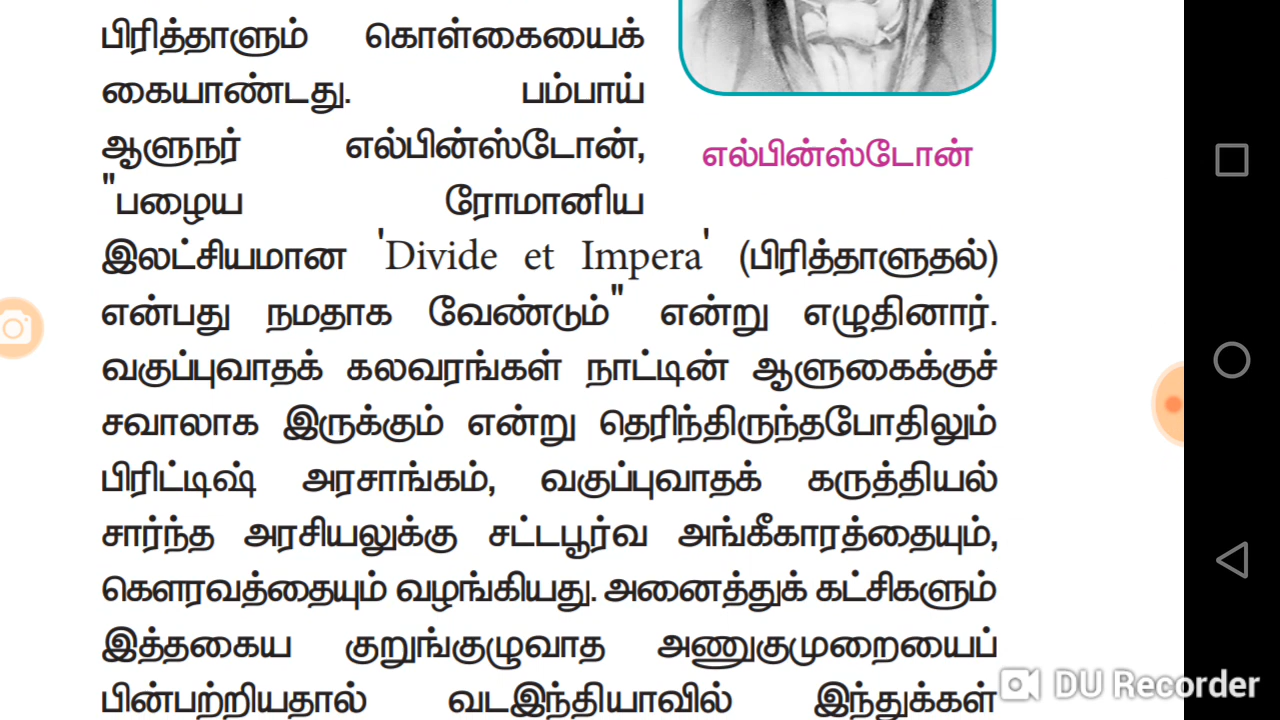 பிரித்தாளும் கொள்கையைக்
கையாண்டது. பம்பாய்
ஆளுநர் எல்பின்ஸ்டோன்,
எல்பின்ஸ்டோன்
"பழைய ரோமானிய
இலட்சியமான 'Divide et Impera' (பிரித்தாளுதல்)
என்பது நமதாக வேண்டும்" என்று எழுதினார்.
வகுப்புவாதக் கலவரங்கள் நாட்டின் ஆளுகைக்குச்
சவாலாக இருக்கும் என்று தெரிந்திருந்தபோதிலும்
பிரிட்டிஷ் அரசாங்கம், வகுப்புவாதக் கருத்தியல்
சார்ந்த அரசியலுக்கு சட்டபூர்வ அங்கீகாரத்தையும்,
கௌரவத்தையும் வழங்கியது. அனைத்துக் கட்சிகளும்
இத்தகைய குறுங்குழுவாத அணுகுமுறையைப்
பின்பற்றியதால் வடஇந்தியாவில் இந்துக்கள்
DU Recorder